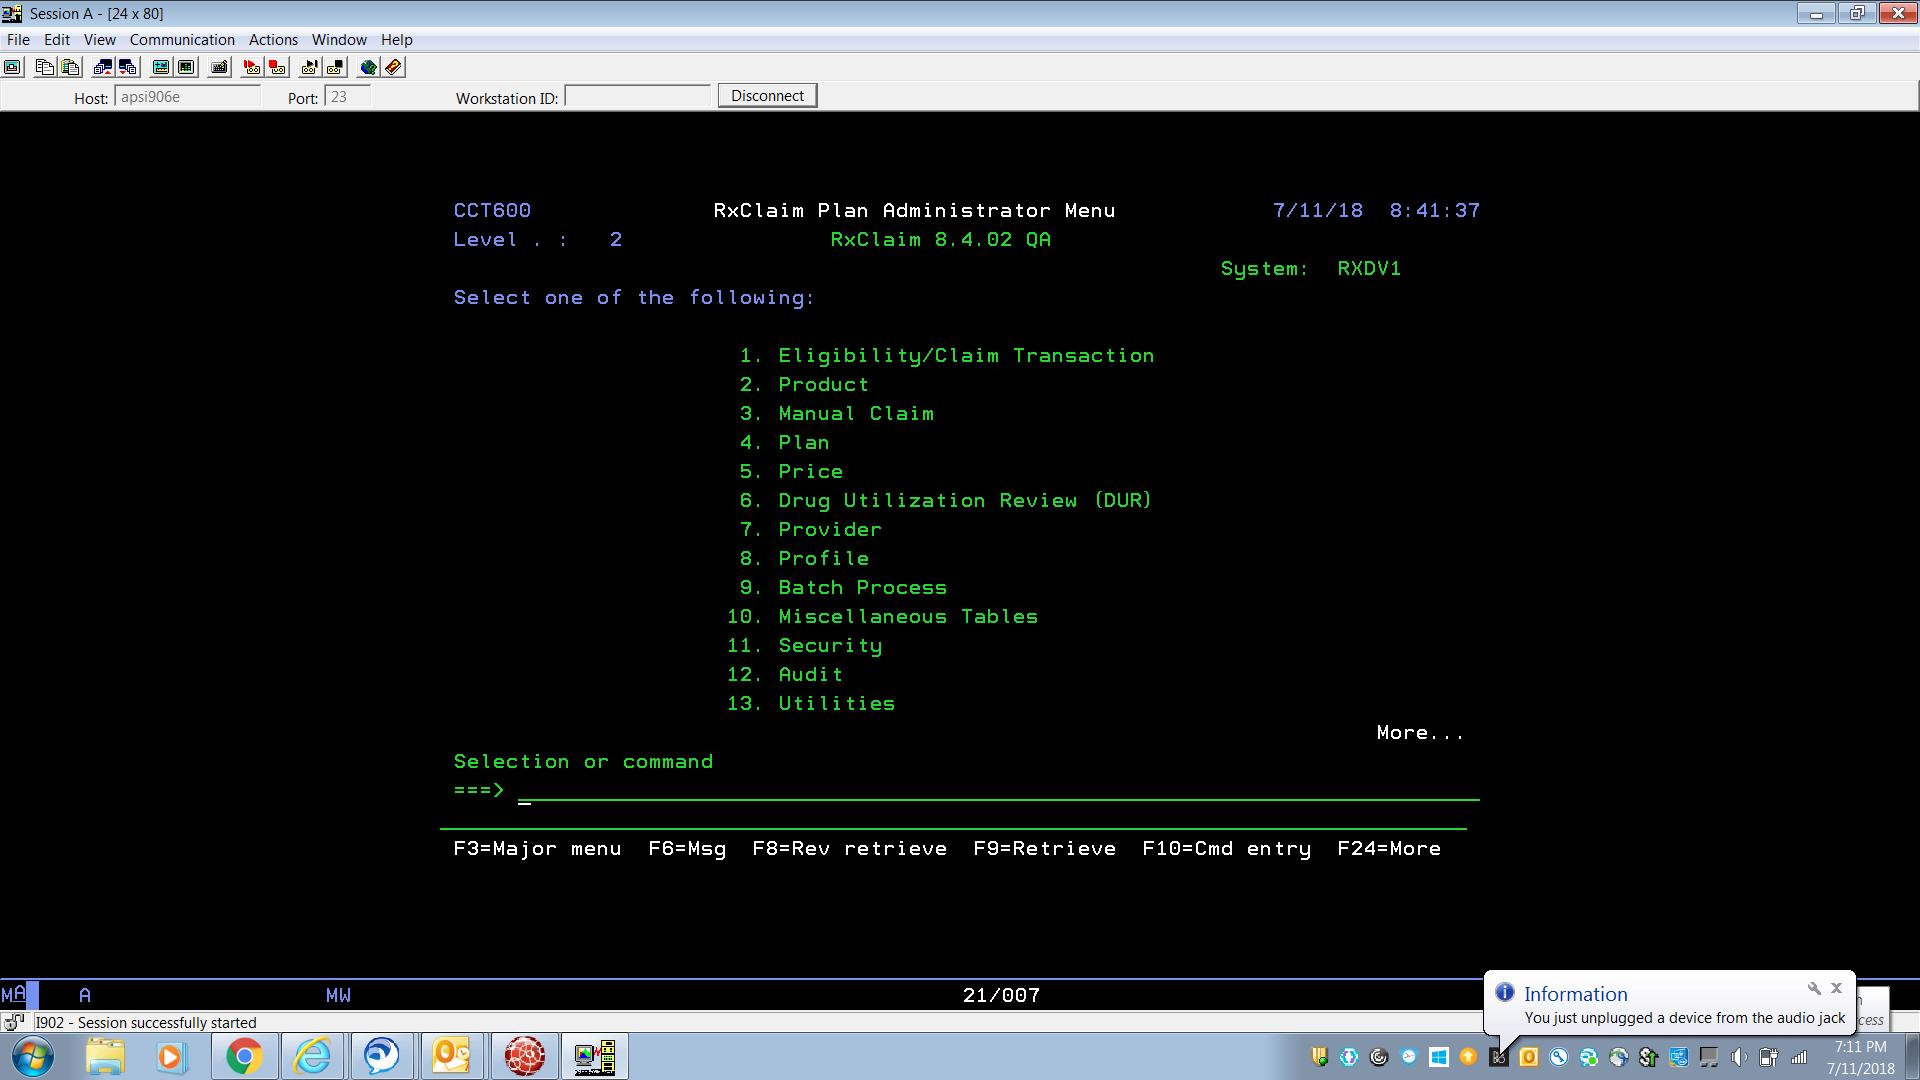 Session A - [24 x 80]
File Edit View Communication Actions Window Help
Host: apsi906e Port: 23 Workstation ID: Disconnect
CCT600 RxClaim Plan Administrator Menu 7/11/18 8:41:37
Level . : 2 RxClaim 8.4.02 QA
System: RXDV1
Select one of the following:
1. Eligibility/Claim Transaction
2. Product
3. Manual Claim
4. Plan
5. Price
6. Drug Utilization Review (DUR)
7. Provider
8. Profile
9. Batch Process
10. Miscellaneous Tables
11. Security
12. Audit
13. Utilities
More...
Selection or command
===>
F3=Major menu F6=Msg F8=Rev retrieve F9=Retrieve F10=Cmd entry F24=More
MA A MW 21/007
Information
You just unplugged a device from the audio jack
I902 - Session successfully started
7:11 PM
7/11/2018